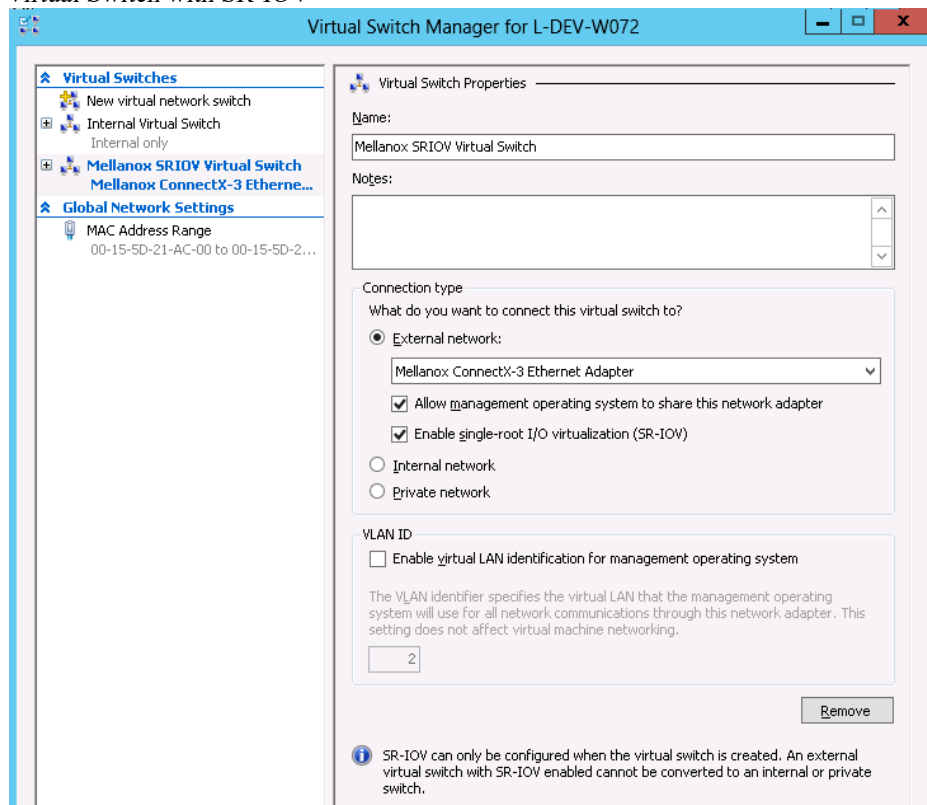 Virtual Switch with SR-IOV
Virtual Switch Manager for L-DEV-W072
Virtual Switches
New virtual network switch
Internal Virtual Switch
Internal only
Mellanox SRIOV Virtual Switch
Mellanox ConnectX-3 Etherne...
Global Network Settings
MAC Address Range
00-15-5D-21-AC-00 to 00-15-5D-2...
Virtual Switch Properties
Name:
Mellanox SRIOV Virtual Switch
Notes:
Connection type
What do you want to connect this virtual switch to?
External network:
Mellanox ConnectX-3 Ethernet Adapter
Allow management operating system to share this network adapter
Enable single-root I/O virtualization (SR-IOV)
Internal network
Private network
VLAN ID
Enable virtual LAN identification for management operating system
The VLAN identifier specifies the virtual LAN that the management operating
system will use for all network communications through this network adapter. This
setting does not affect virtual machine networking.
2
Remove
SR-IOV can only be configured when the virtual switch is created. An external
virtual switch with SR-IOV enabled cannot be converted to an internal or private
switch.